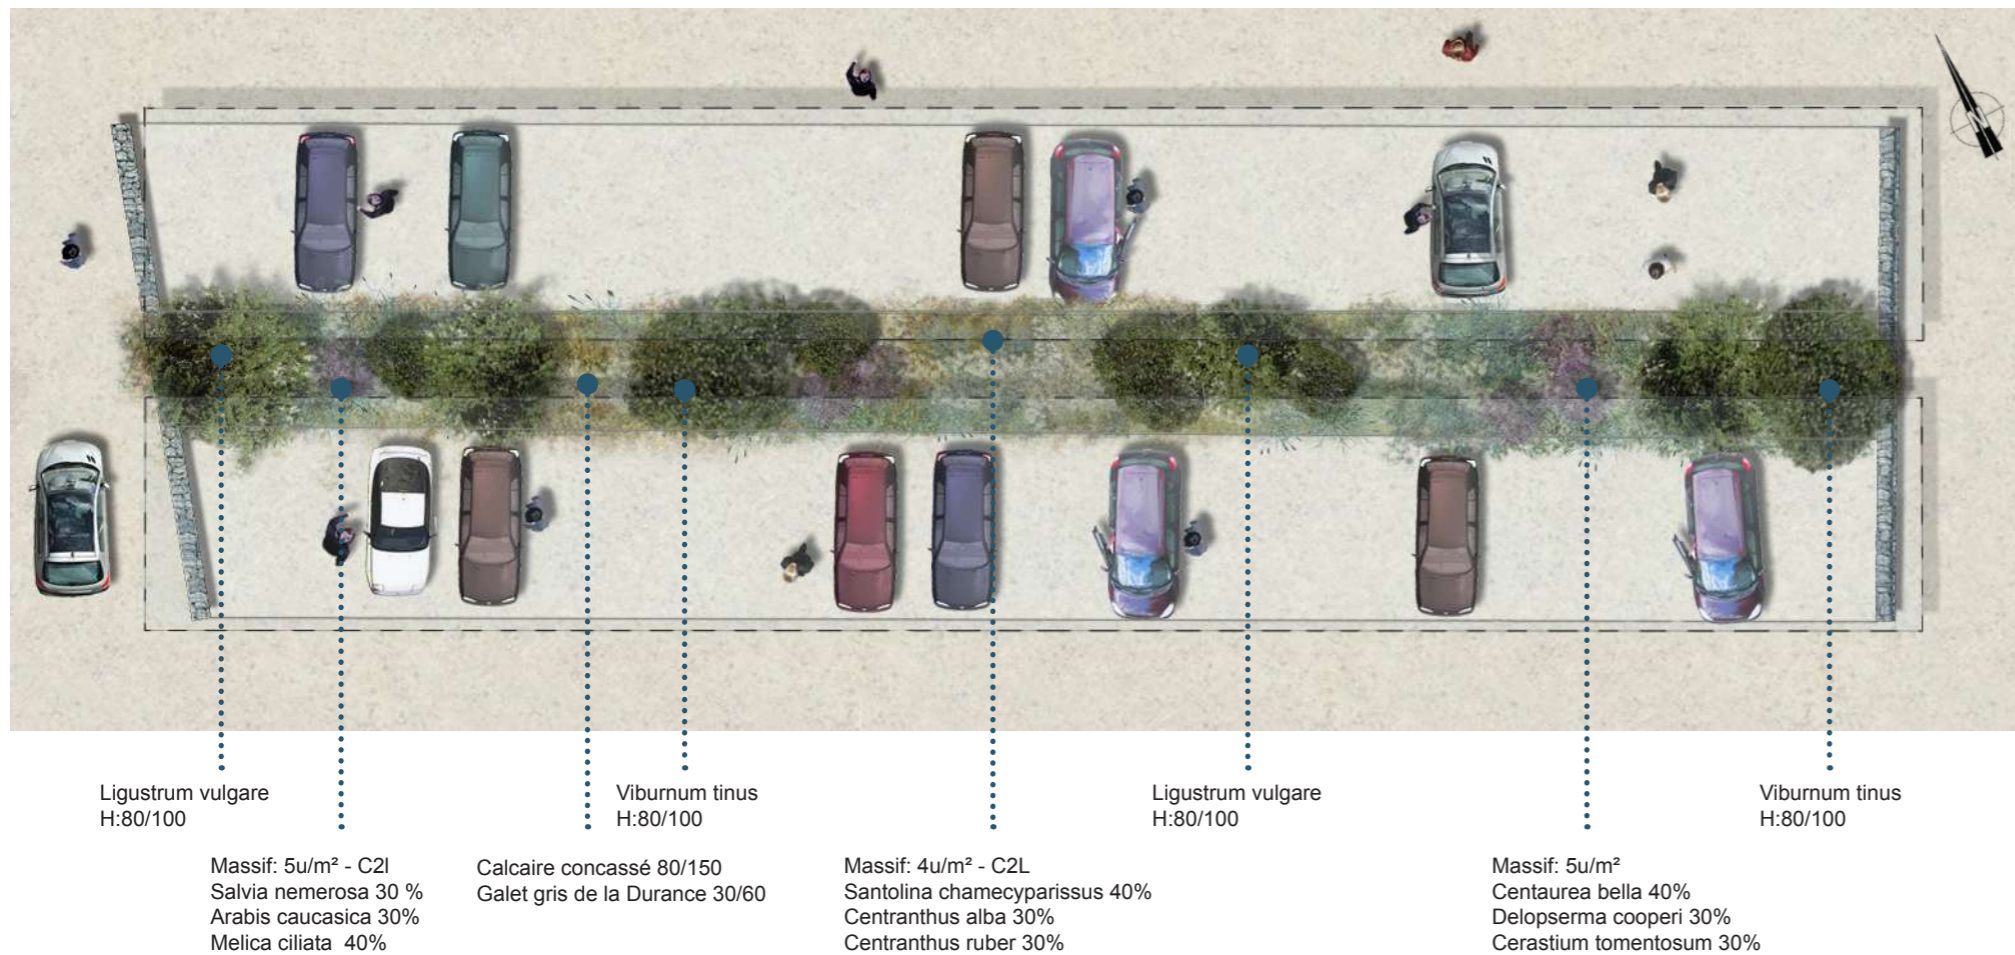 N
Ligustrum vulgare
H:80/100
Viburnum tinus
H:80/100
Ligustrum vulgare
H:80/100
Viburnum tinus
H:80/100
Massif: 5u/m² - C2l
Salvia nemerosa 30 %
Arabis caucasica 30%
Melica ciliata  40%
Calcaire concassé 80/150
Galet gris de la Durance 30/60
Massif: 4u/m² - C2L
Santolina chamecyparissus 40%
Centranthus alba 30%
Centranthus ruber 30%
Massif: 5u/m²
Centaurea bella 40%
Delopserma cooperi 30%
Cerastium tomentosum 30%